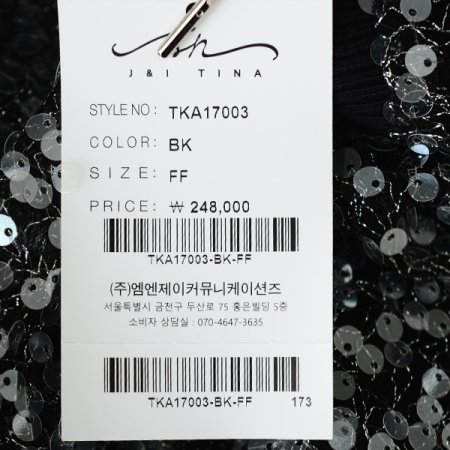 J & I TINA
STYLE NO : TKA17003
COLOR: BK
SIZE: FF
PRICE: ₩ 248,000
TKA17003-BK-FF
(주)엠엔제이커뮤니케이션즈
서울특별시 금천구 두산로 75 홍은빌딩 5층
소비자 상담실 : 070-4647-3635
TKA17003-BK-FF 173